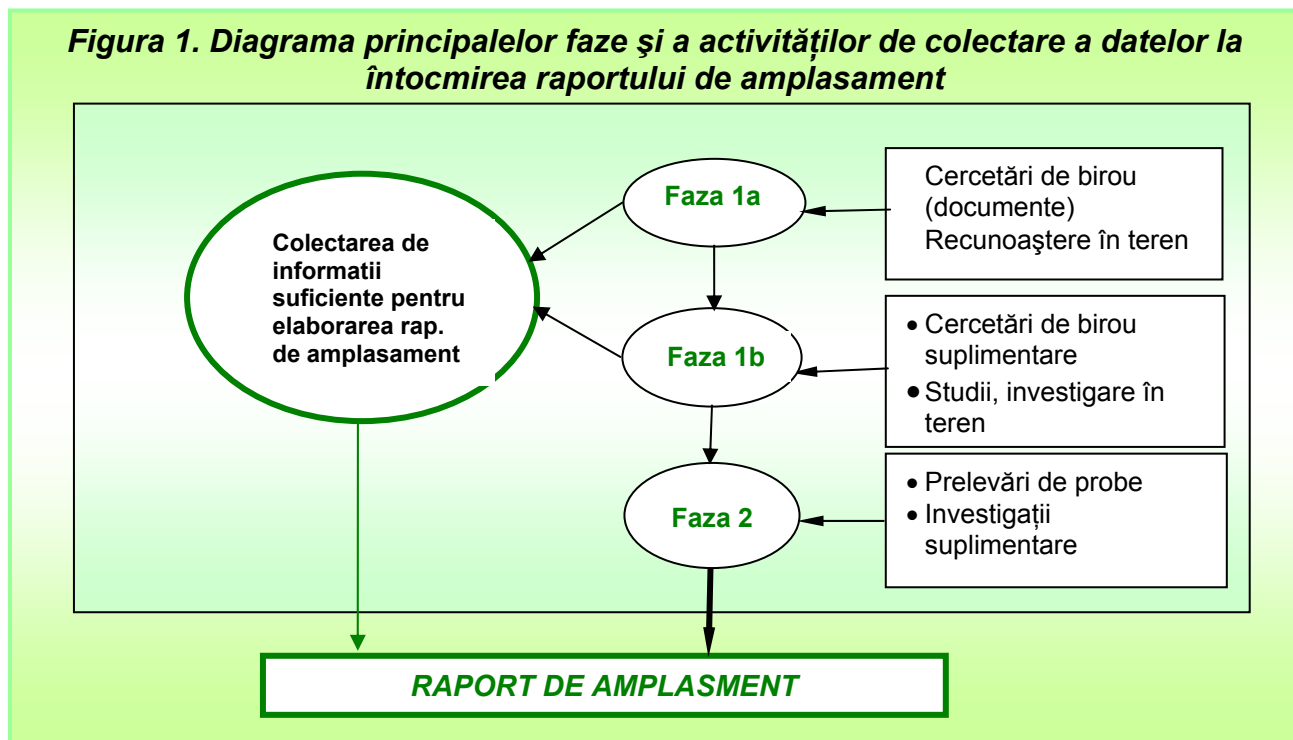 Figura 1. Diagrama principalelor faze şi a activităților de colectare a datelor la
întocmirea raportului de amplasament
Faza 1a
Cercetări de birou
(documente)
Recunoaştere în teren
Colectarea de
informatii
suficiente pentru
elaborarea rap.
de amplasament
Faza 1b
• Cercetări de birou
suplimentare
• Studii, investigare în
teren
Faza 2
• Prelevări de probe
• Investigații
suplimentare
RAPORT DE AMPLASMENT